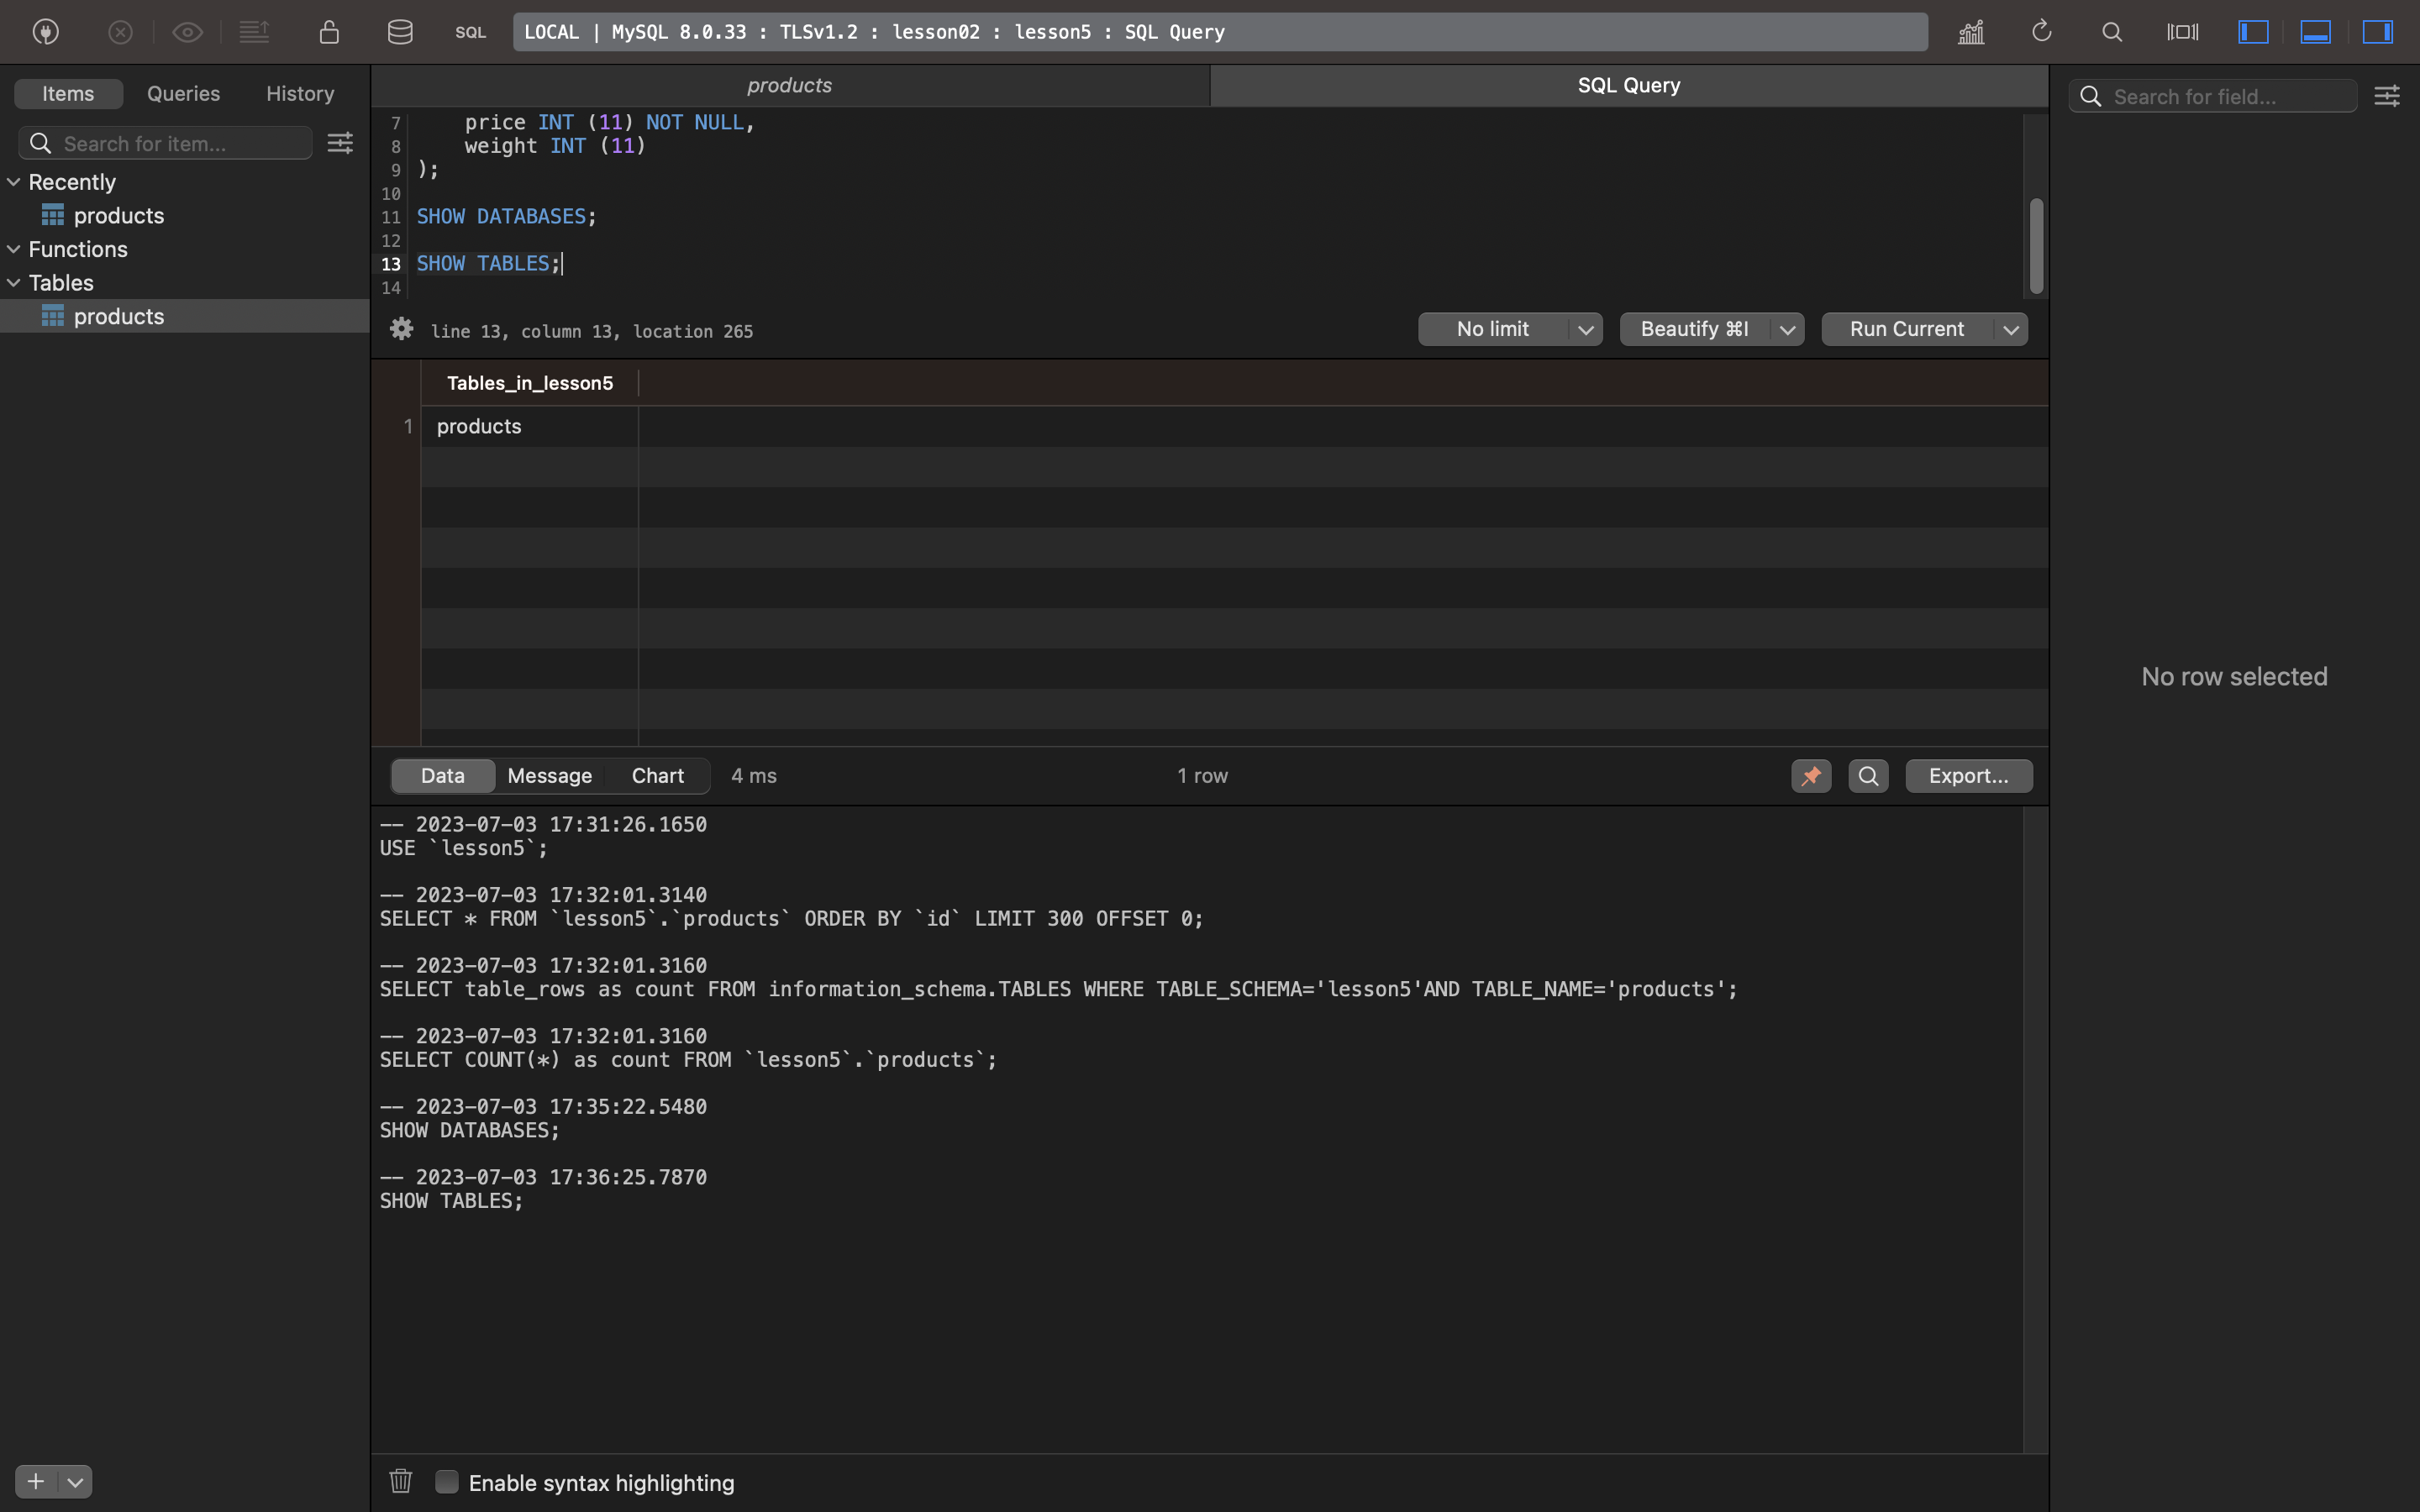 SQL
LOCAL | MySQL 8.0.33 : TLSv1.2 : lesson02 : lesson5 : SQL Query
Items
Queries
History
Search for item...
Recently
products
Functions
Tables
products
products
SQL Query
7 price INT (11) NOT NULL,
8 weight INT (11)
9 );
10
11 SHOW DATABASES;
12
13 SHOW TABLES;
14
line 13, column 13, location 265
No limit
Beautify ⌘I
Run Current
Tables_in_lesson5
1 products
Data
Message
Chart
4 ms
1 row
Export...
-- 2023-07-03 17:31:26.1650
USE `lesson5`;
-- 2023-07-03 17:32:01.3140
SELECT * FROM `lesson5`.`products` ORDER BY `id` LIMIT 300 OFFSET 0;
-- 2023-07-03 17:32:01.3160
SELECT table_rows as count FROM information_schema.TABLES WHERE TABLE_SCHEMA='lesson5'AND TABLE_NAME='products';
-- 2023-07-03 17:32:01.3160
SELECT COUNT(*) as count FROM `lesson5`.`products`;
-- 2023-07-03 17:35:22.5480
SHOW DATABASES;
-- 2023-07-03 17:36:25.7870
SHOW TABLES;
Enable syntax highlighting
Search for field...
No row selected